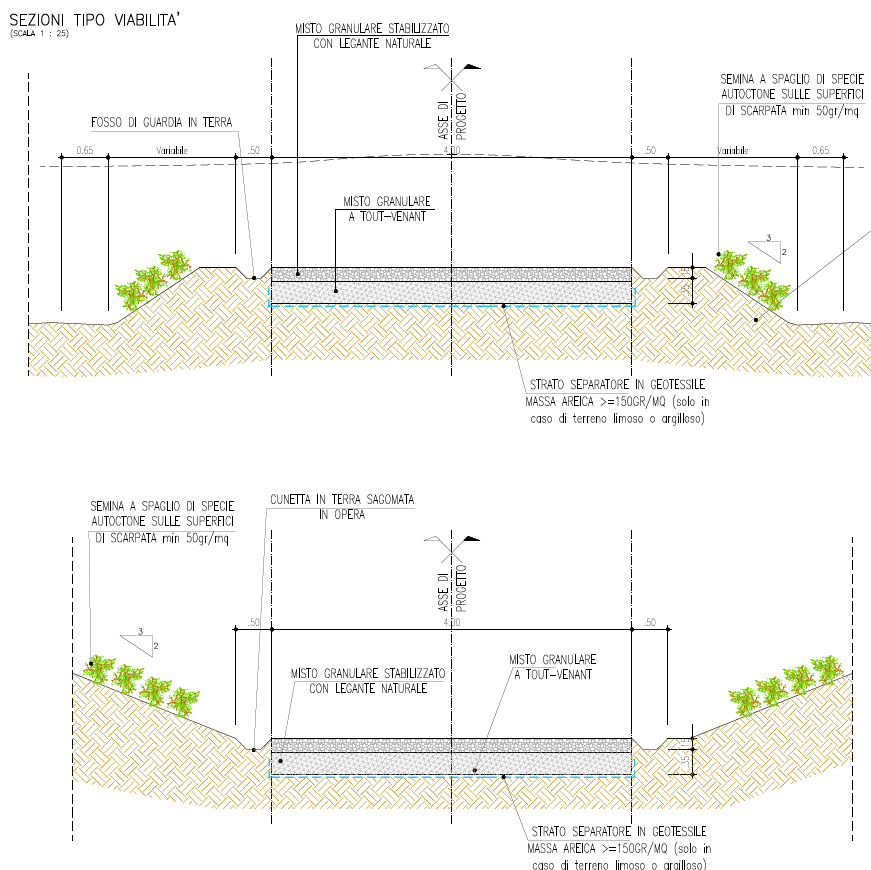 SEZIONI TIPO VIABILITA'
(SCALA 1 : 25)
MISTO GRANULARE STABILIZZATO
CON LEGANTE NATURALE
SEMINA A SPAGLIO DI SPECIE
AUTOCTONE SULLE SUPERFICI
DI SCARPATA min 50gr/mq
FOSSO DI GUARDIA IN TERRA
ASSE DI
PROGETTO
0.65
Variabile
.50
4.00
.50
Variabile
0.65
MISTO GRANULARE
A TOUT-VENANT
3
2
.15
.35
STRATO SEPARATORE IN GEOTESSILE
MASSA AREICA >=150GR/MQ (solo in
caso di terreno limoso o argilloso)
SEMINA A SPAGLIO DI SPECIE
AUTOCTONE SULLE SUPERFICI
DI SCARPATA min 50gr/mq
CUNETTA IN TERRA SAGOMATA
IN OPERA
ASSE DI
PROGETTO
.50
4.00
.50
3
2
MISTO GRANULARE STABILIZZATO
CON LEGANTE NATURALE
MISTO GRANULARE
A TOUT-VENANT
.15
.35
STRATO SEPARATORE IN GEOTESSILE
MASSA AREICA >=150GR/MQ (solo in
caso di terreno limoso o argilloso)